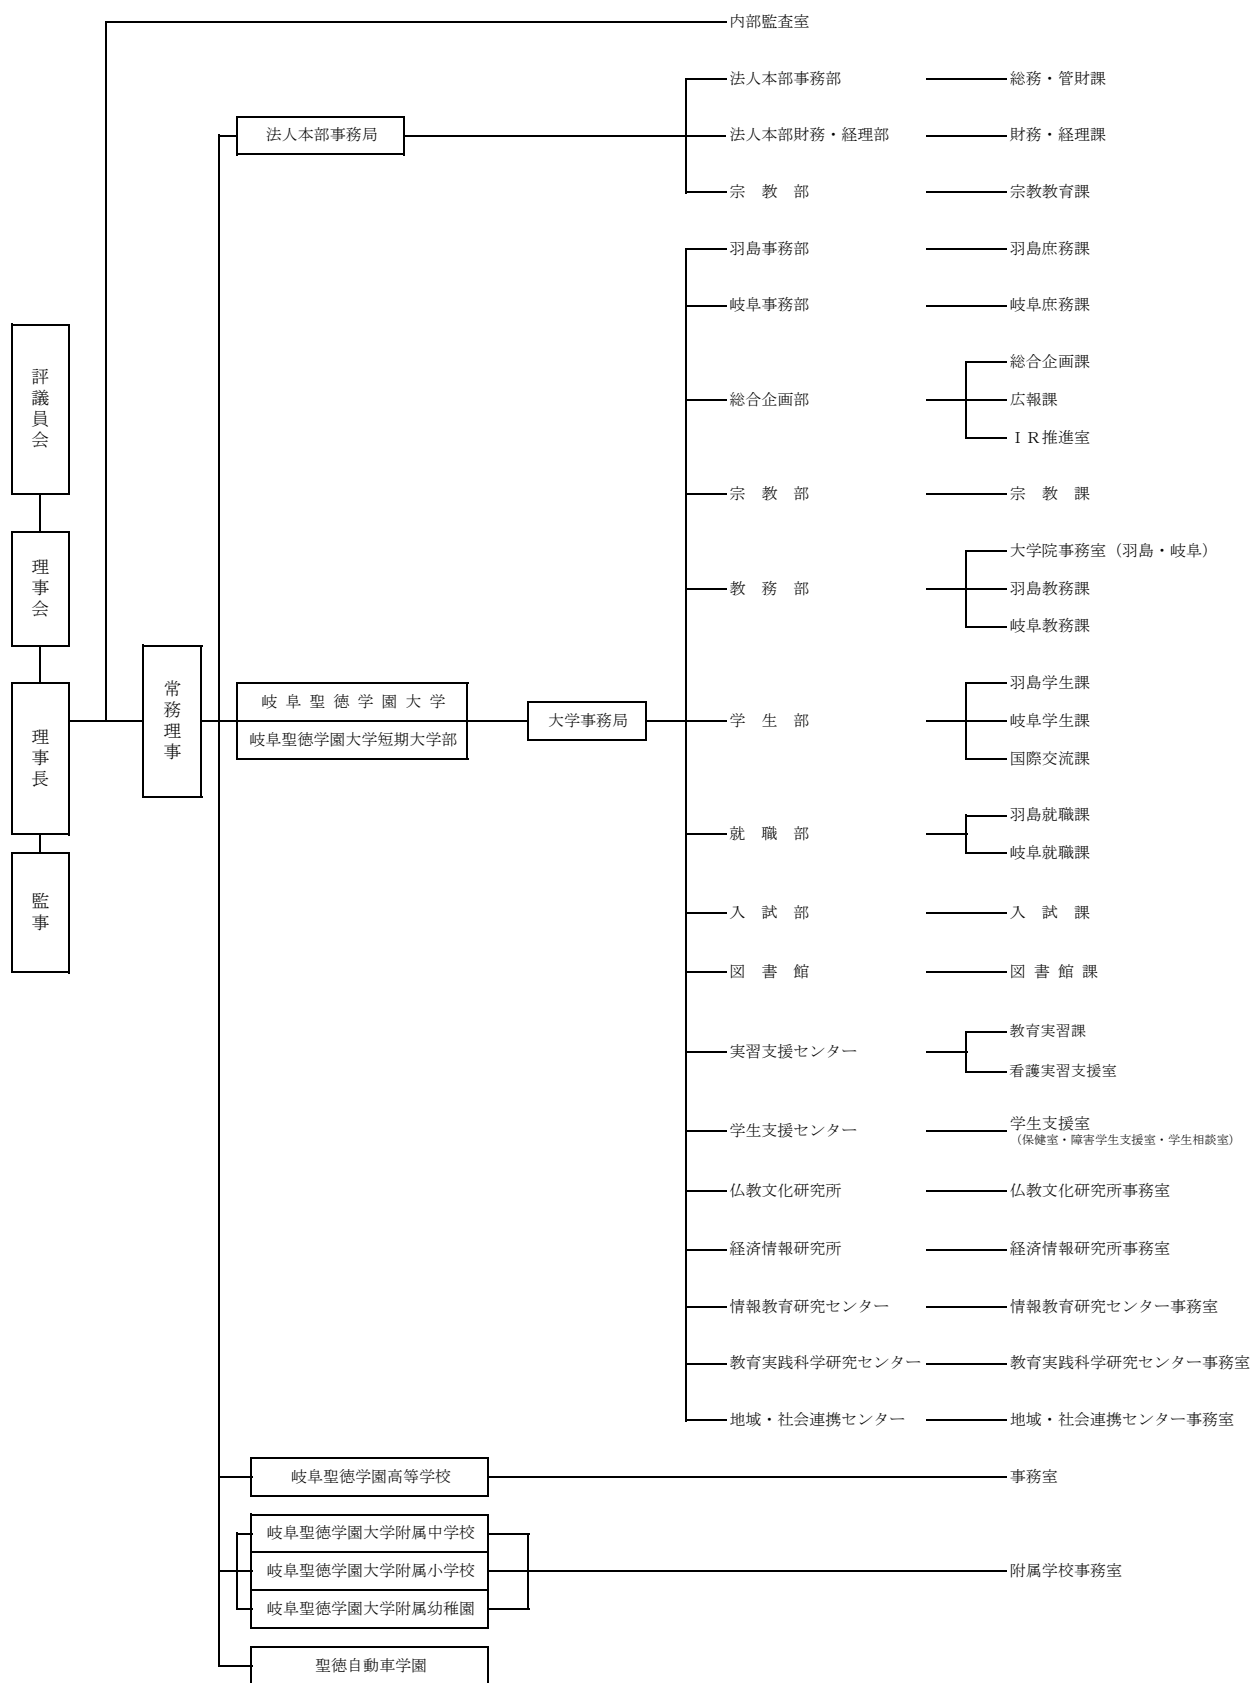 内部監査室
法人本部事務部
総務・管財課
法人本部事務局
法人本部財務・経理部
財務・経理課
宗　教　部
宗教教育課
羽島事務部
羽島庶務課
岐阜事務部
岐阜庶務課
総合企画課
総合企画部
広報課
ＩＲ推進室
宗　教　部
宗　教　課
大学院事務室（羽島・岐阜）
教　務　部
羽島教務課
岐阜教務課
評議員会
理事会
理事長
監事
常務理事
岐 阜 聖 徳 学 園 大 学
岐阜聖徳学園大学短期大学部
大学事務局
羽島学生課
学　生　部
岐阜学生課
国際交流課
羽島就職課
就　職　部
岐阜就職課
入　試　部
入　試　課
図　書　館
図 書 館 課
教育実習課
実習支援センター
看護実習支援室
学生支援センター
学生支援室
（保健室・障害学生支援室・学生相談室）
仏教文化研究所
仏教文化研究所事務室
経済情報研究所
経済情報研究所事務室
情報教育研究センター
情報教育研究センター事務室
教育実践科学研究センター
教育実践科学研究センター事務室
地域・社会連携センター
地域・社会連携センター事務室
岐阜聖徳学園高等学校
事務室
岐阜聖徳学園大学附属中学校
岐阜聖徳学園大学附属小学校
附属学校事務室
岐阜聖徳学園大学附属幼稚園
聖徳自動車学園